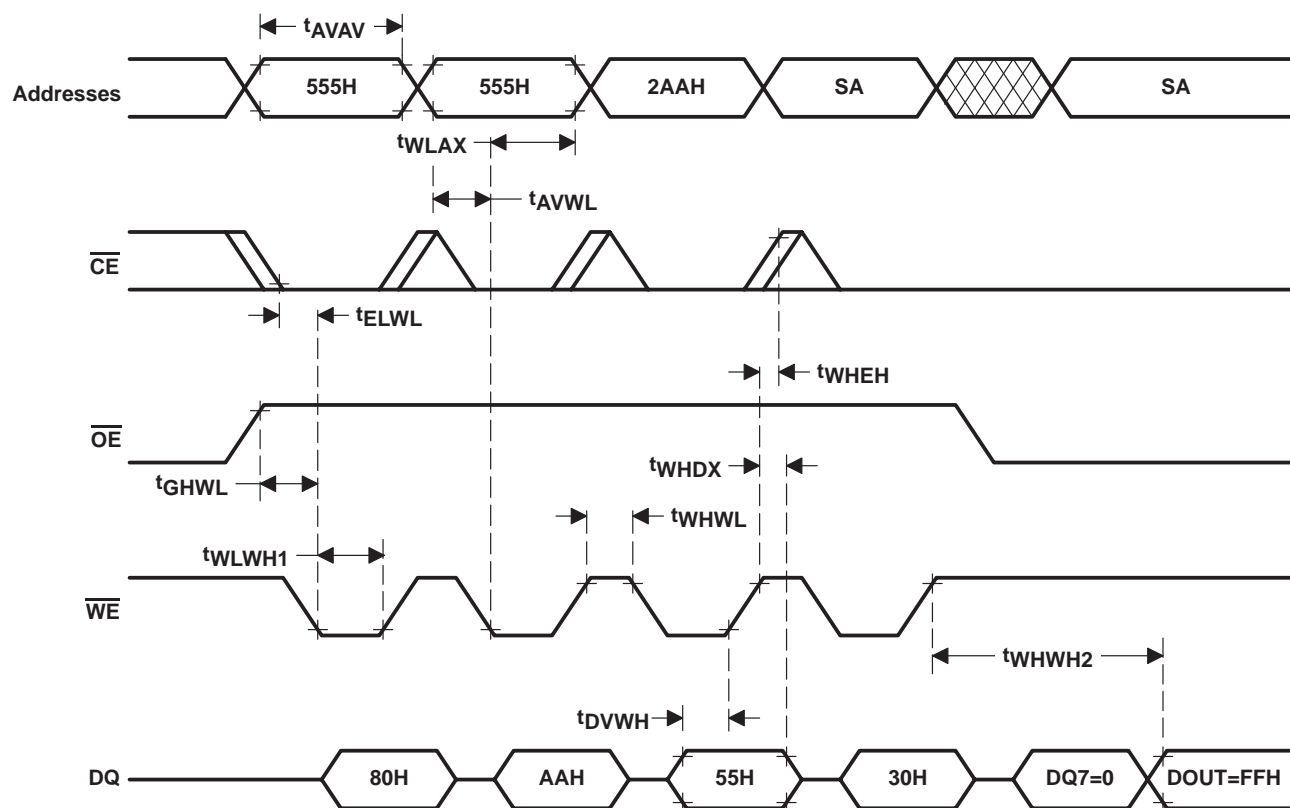 tAVAV
Addresses 555H 555H 2AAH SA SA
tWLAX
tAVWL
CE
tELWL
tWHEH
OE
tWHDX
tGHWL
tWHWL
tWLWH1
WE
tWHWH2
tDVWH
DQ 80H AAH 55H 30H DQ7=0 DOUT=FFH